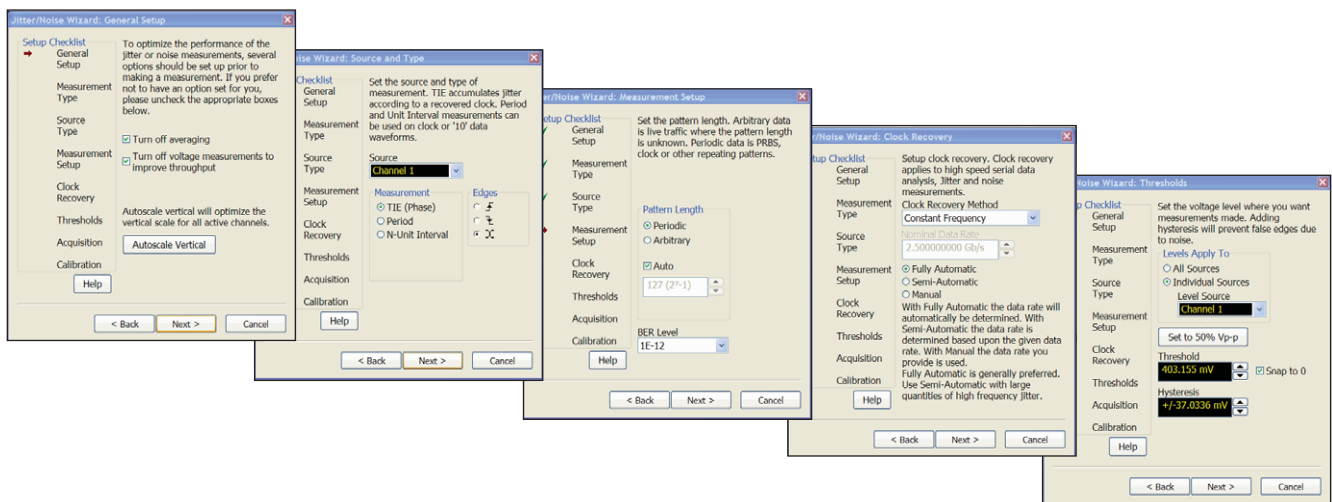 Jitter/Noise Wizard: General Setup
Setup Checklist
General
Setup
Measurement
Type
Source
Type
Measurement
Setup
Clock
Recovery
Thresholds
Acquisition
Calibration
Help
To optimize the performance of the
jitter or noise measurements, several
options should be set up prior to
making a measurement. If you prefer
not to have an option set for you,
please uncheck the appropriate boxes
below.
Turn off averaging
Turn off voltage measurements to
improve throughput
Autoscale vertical will optimize the
vertical scale for all active channels.
Autoscale Vertical
< Back
Next >
Cancel
Wizard: Source and Type
Checklist
General
Setup
Measurement
Type
Source
Type
Measurement
Setup
Clock
Recovery
Thresholds
Acquisition
Calibration
Help
Set the source and type of
measurement. TIE accumulates jitter
according to a recovered clock. Period
and Unit Interval measurements can
be used on clock or '10' data
waveforms.
Source
Channel 1
Measurement
TIE (Phase)
Period
N-Unit Interval
Edges
< Back
Next >
Cancel
/Noise Wizard: Measurement Setup
Checklist
General
Setup
Measurement
Type
Source
Type
Measurement
Setup
Clock
Recovery
Thresholds
Acquisition
Calibration
Help
Set the pattern length. Arbitrary data
is live traffic where the pattern length
is unknown. Periodic data is PRBS,
clock or other repeating patterns.
Pattern Length
Periodic
Arbitrary
Auto
127 (2⁷-1)
BER Level
1E-12
< Back
Next >
Cancel
/Noise Wizard: Clock Recovery
Checklist
General
Setup
Measurement
Type
Source
Type
Measurement
Setup
Clock
Recovery
Thresholds
Acquisition
Calibration
Help
Setup clock recovery. Clock recovery
applies to high speed serial data
analysis, Jitter and noise
measurements.
Clock Recovery Method
Constant Frequency
Nominal Data Rate
2.500000000 Gb/s
Fully Automatic
Semi-Automatic
Manual
With Fully Automatic the data rate will
automatically be determined. With
Semi-Automatic the data rate is
determined based upon the given data
rate. With Manual the data rate you
provide is used.
Fully Automatic is generally preferred.
Use Semi-Automatic with large
quantities of high frequency jitter.
< Back
Next >
Cancel
Noise Wizard: Thresholds
Checklist
General
Setup
Measurement
Type
Source
Type
Measurement
Setup
Clock
Recovery
Thresholds
Acquisition
Calibration
Help
Set the voltage level where you want
measurements made. Adding
hysteresis will prevent false edges due
to noise.
Levels Apply To
All Sources
Individual Sources
Level Source
Channel 1
Set to 50% Vp-p
Threshold
403.155 mV
Snap to 0
Hysteresis
+/-37.0336 mV
< Back
Next >
Cancel